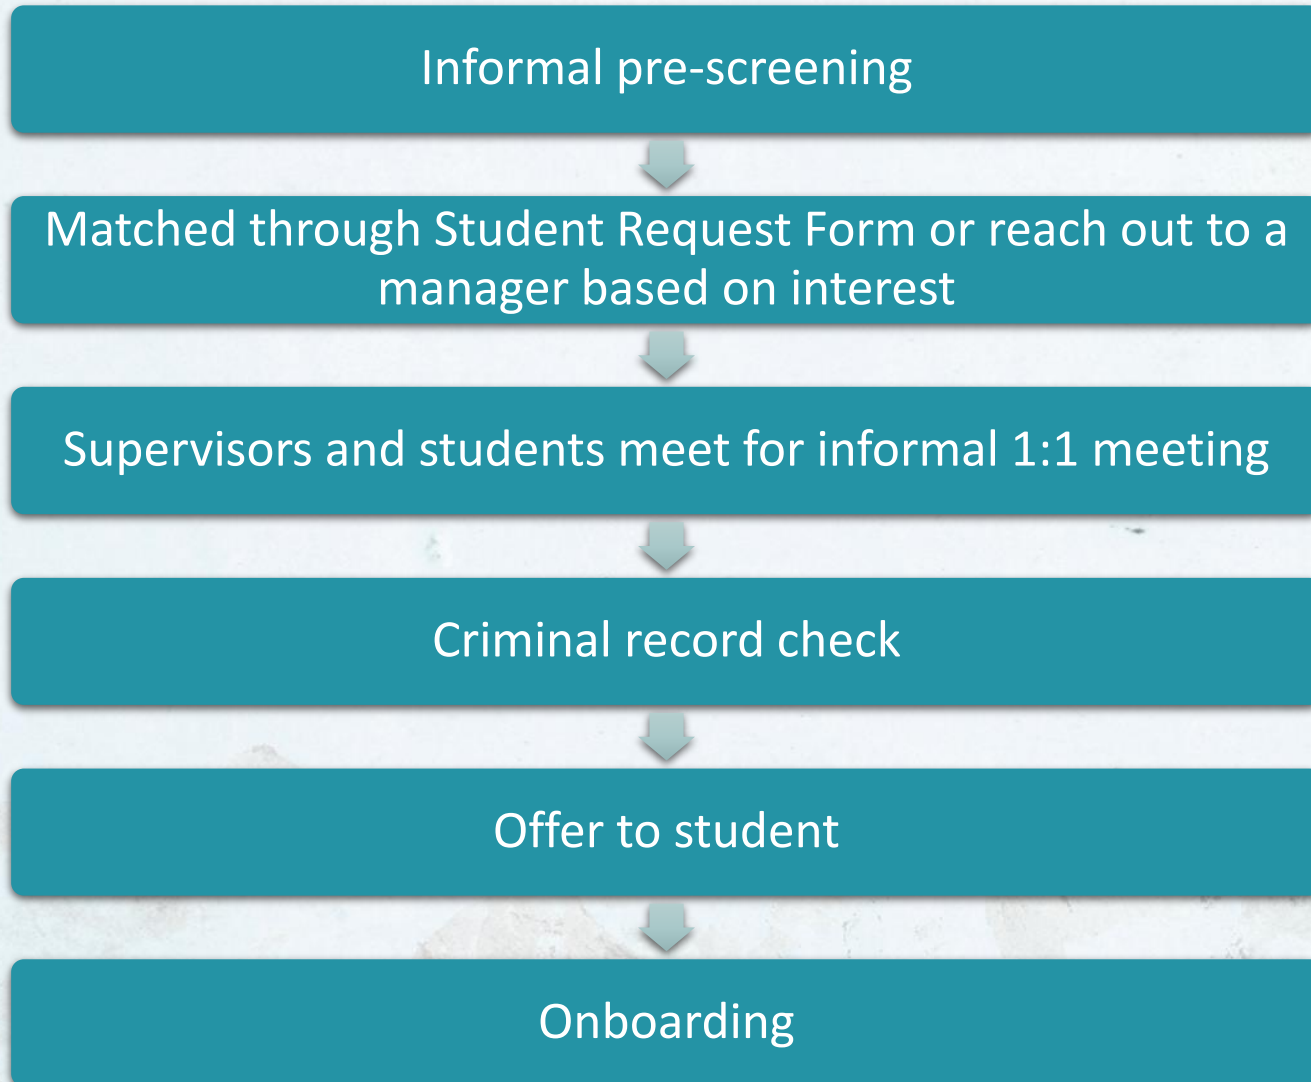 Informal pre-screening
Matched through Student Request Form or reach out to a
manager based on interest
Supervisors and students meet for informal 1:1 meeting
Criminal record check
Offer to student
Onboarding